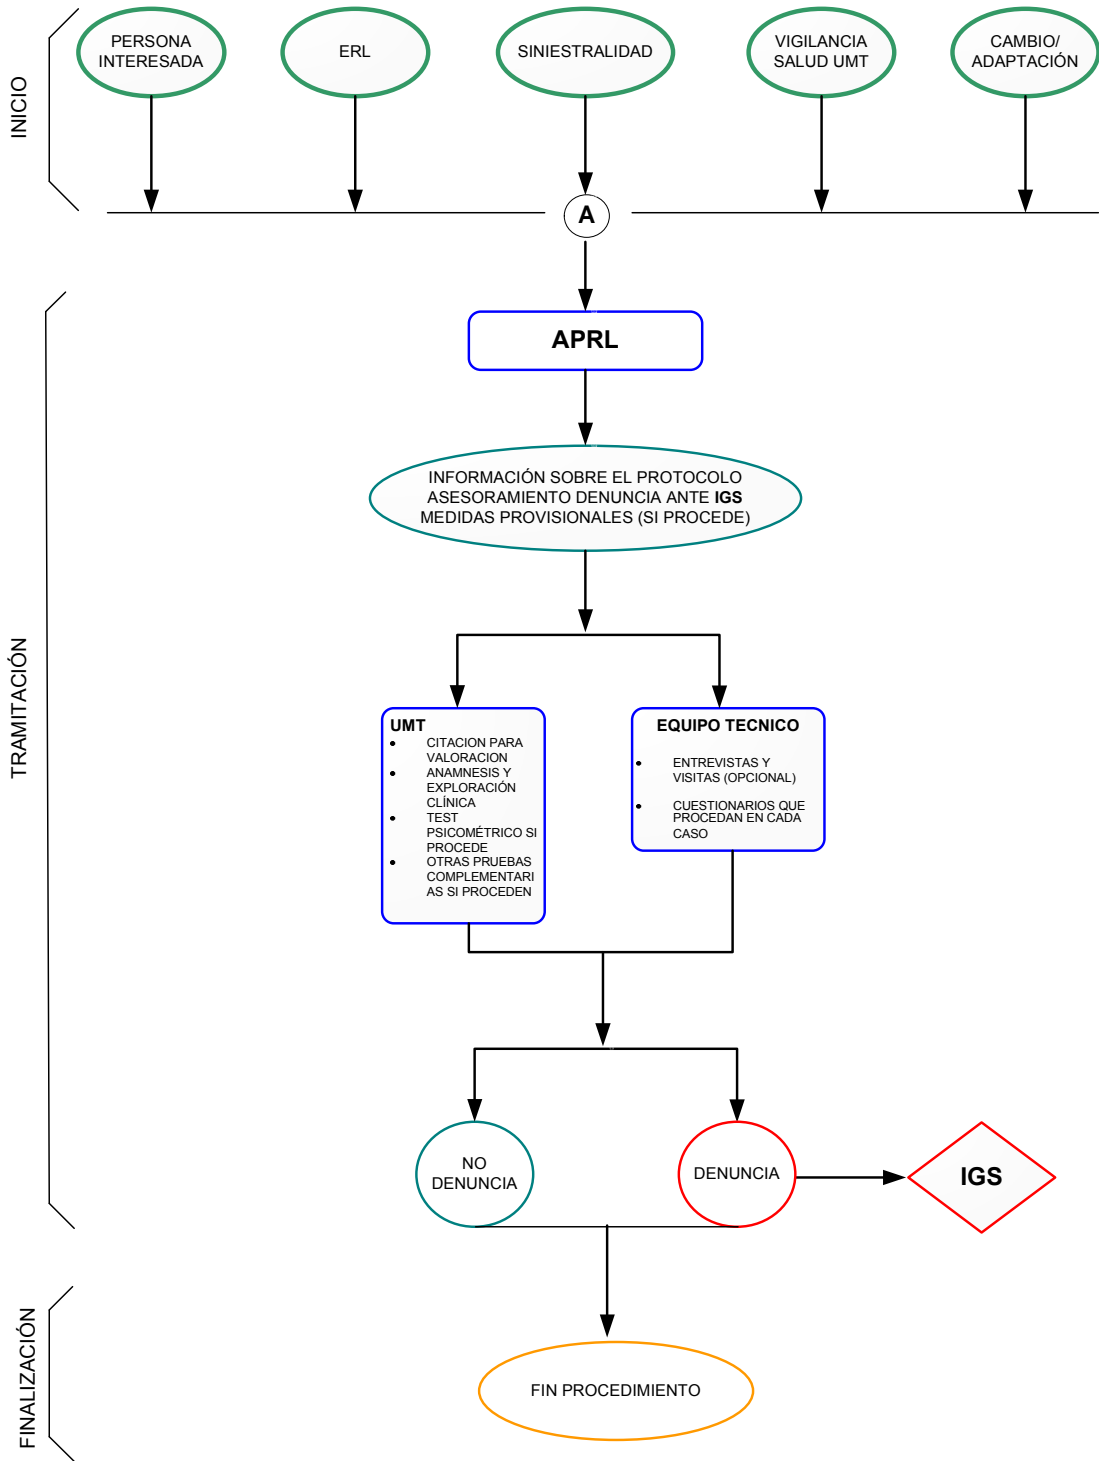 INICIO
PERSONA
INTERESADA
ERL
SINIESTRALIDAD
VIGILANCIA
SALUD UMT
CAMBIO/
ADAPTACIÓN
A
TRAMITACIÓN
APRL
INFORMACIÓN SOBRE EL PROTOCOLO
ASESORAMIENTO DENUNCIA ANTE IGS
MEDIDAS PROVISIONALES (SI PROCEDE)
UMT
• CITACION PARA
VALORACION
• ANAMNESIS Y
EXPLORACIÓN
CLÍNICA
• TEST
PSICOMÉTRICO SI
PROCEDE
• OTRAS PRUEBAS
COMPLEMENTARI
AS SI PROCEDEN
EQUIPO TECNICO
• ENTREVISTAS Y
VISITAS (OPCIONAL)
• CUESTIONARIOS QUE
PROCEDAN EN CADA
CASO
NO
DENUNCIA
DENUNCIA
IGS
FINALIZACIÓN
FIN PROCEDIMIENTO